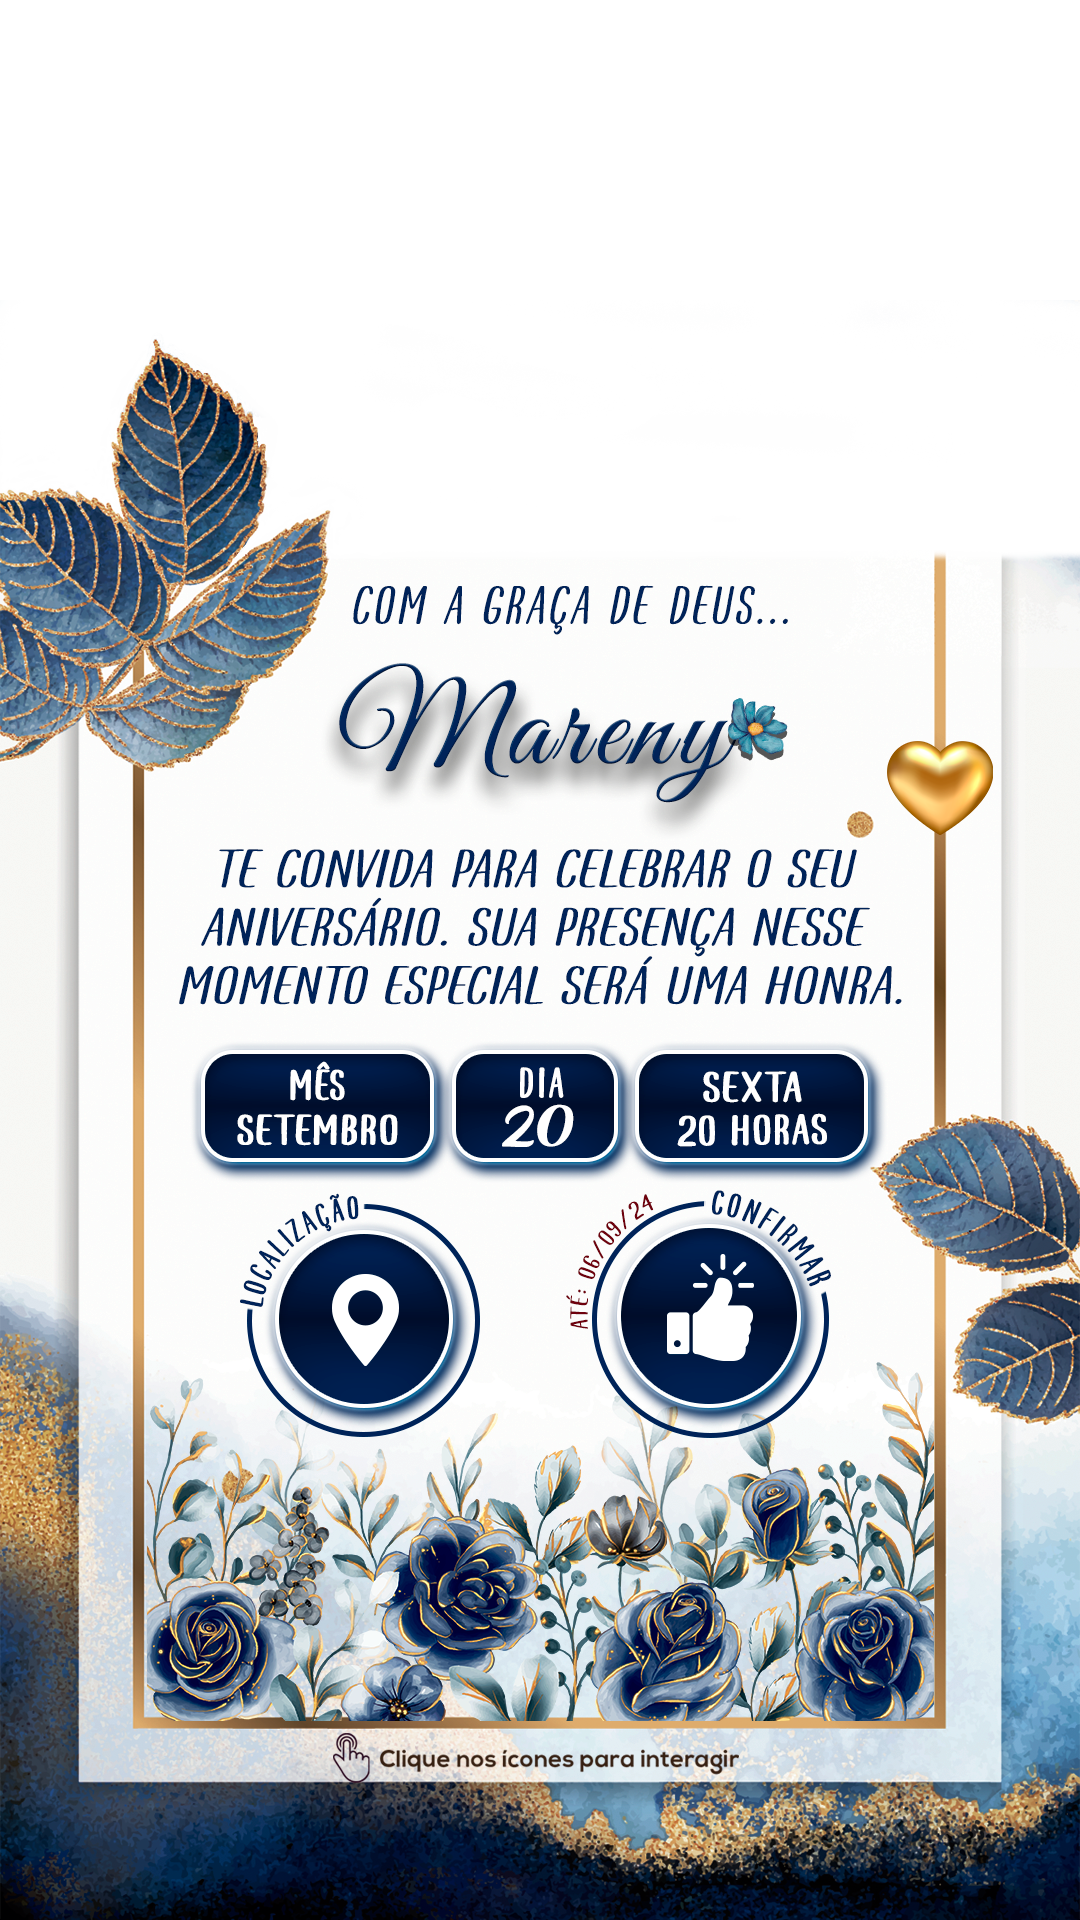 COM A GRAÇA DE DEUS...
Mareny
TE CONVIDA PARA CELEBRAR O SEU
ANIVERSÁRIO. SUA PRESENÇA NESSE
MOMENTO ESPECIAL SERÁ UMA HONRA.
MÊS
SETEMBRO
DIA
20
SEXTA
20 HORAS
LOCALIZAÇÃO
ATÉ: 06/09/24
CONFIRMAR
Clique nos ícones para interagir